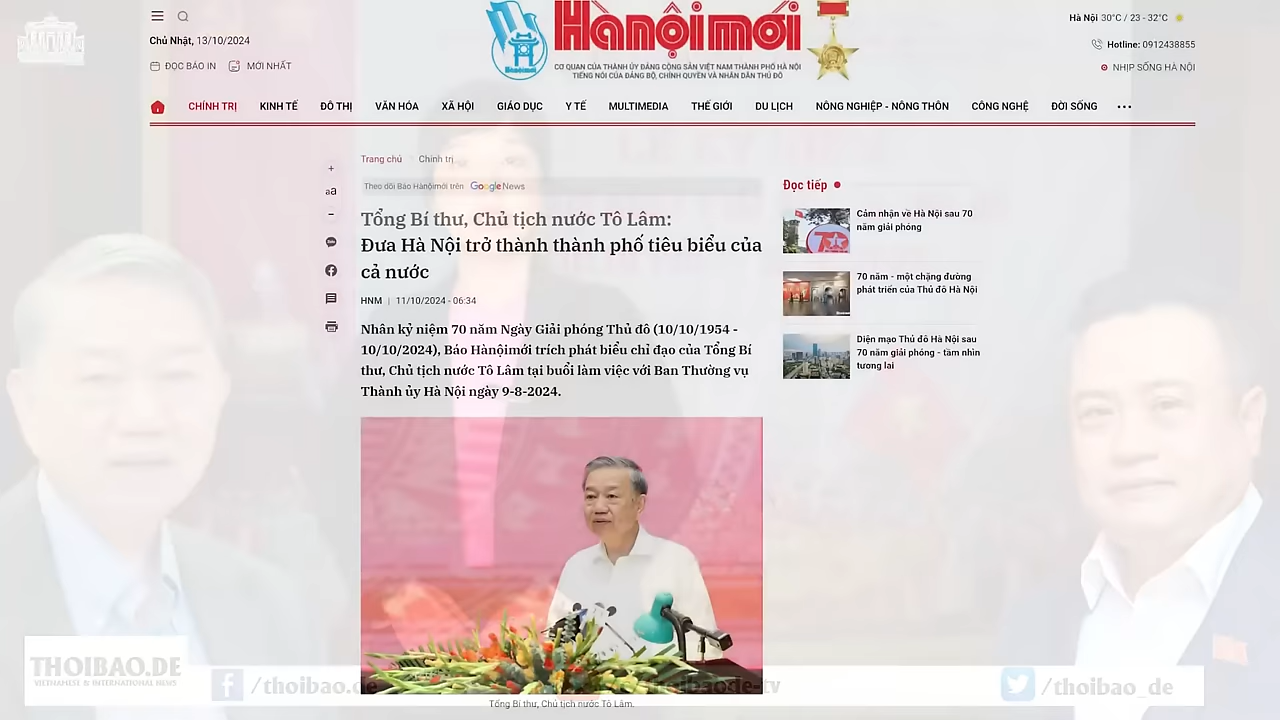 Chủ Nhật, 13/10/2024
ĐỌC BÁO IN
MỚI NHẤT
Hànộimới
CƠ QUAN CỦA THÀNH ỦY ĐẢNG CỘNG SẢN VIỆT NAM THÀNH PHỐ HÀ NỘI
TIẾNG NÓI CỦA ĐẢNG BỘ, CHÍNH QUYỀN VÀ NHÂN DÂN THỦ ĐÔ
Hà Nội 30°C / 23 - 32°C
Hotline: 0912438855
NHỊP SỐNG HÀ NỘI
CHÍNH TRỊ KINH TẾ ĐÔ THỊ VĂN HÓA XÃ HỘI GIÁO DỤC Y TẾ MULTIMEDIA THẾ GIỚI DU LỊCH NÔNG NGHIỆP - NÔNG THÔN CÔNG NGHỆ ĐỜI SỐNG ...
Trang chủ Chính trị
+
aa
-
Theo dõi Báo Hànộimới trên Google News
Tổng Bí thư, Chủ tịch nước Tô Lâm:
Đưa Hà Nội trở thành thành phố tiêu biểu của
cả nước
HNM | 11/10/2024 - 06:34
Nhân kỷ niệm 70 năm Ngày Giải phóng Thủ đô (10/10/1954 -
10/10/2024), Báo Hànộimới trích phát biểu chỉ đạo của Tổng Bí
thư, Chủ tịch nước Tô Lâm tại buổi làm việc với Ban Thường vụ
Thành ủy Hà Nội ngày 9-8-2024.
Tổng Bí thư, Chủ tịch nước Tô Lâm.
Đọc tiếp
Cảm nhận về Hà Nội sau 70
năm giải phóng
70 năm - một chặng đường
phát triển của Thủ đô Hà Nội
Diện mạo Thủ đô Hà Nội sau
70 năm giải phóng - tầm nhìn
tương lai
THOIBAO.DE
VIETNAMESE & INTERNATIONAL NEWS
/thoibao.de
/thoibao_de